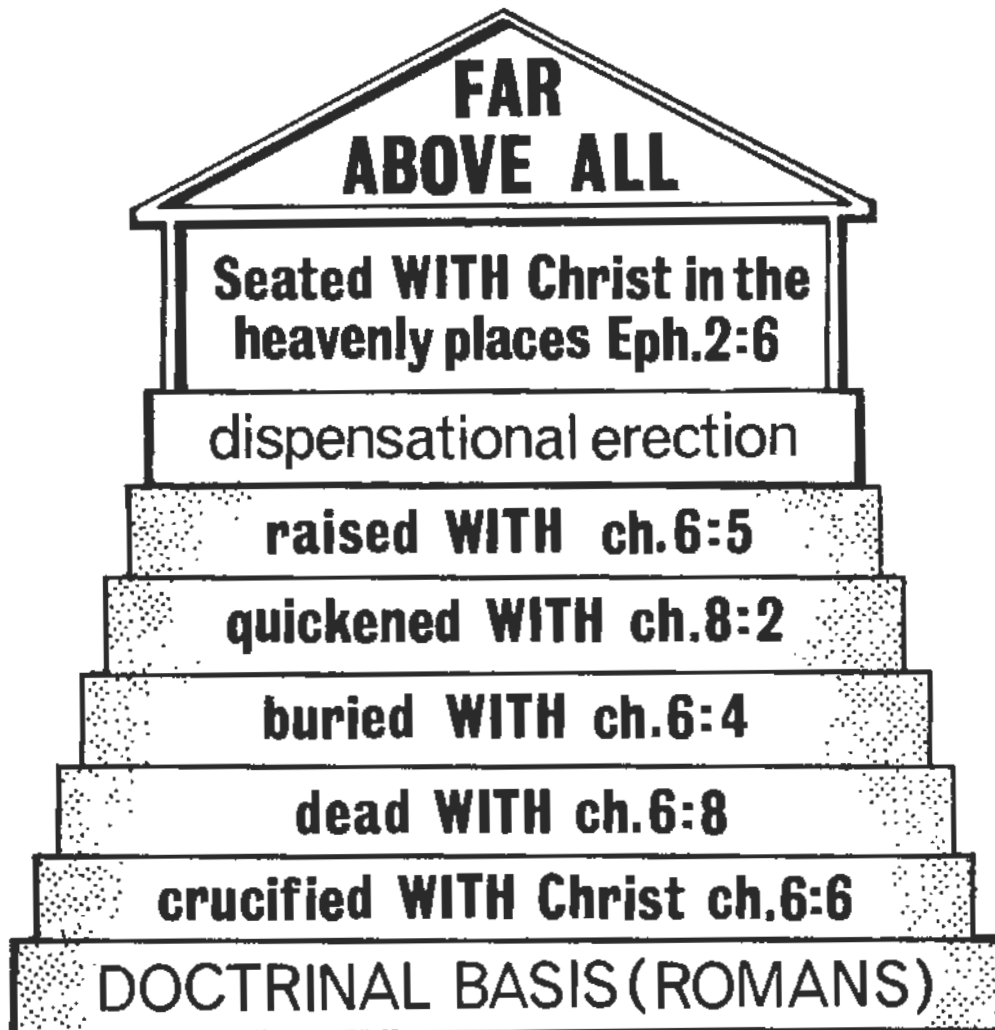 FAR
ABOVE ALL
Seated WITH Christ in the
heavenly places Eph.2:6
dispensational erection
raised WITH ch.6:5
quickened WITH ch.8:2
buried WITH ch.6:4
dead WITH ch.6:8
crucified WITH Christ ch.6:6
DOCTRINAL BASIS (ROMANS)